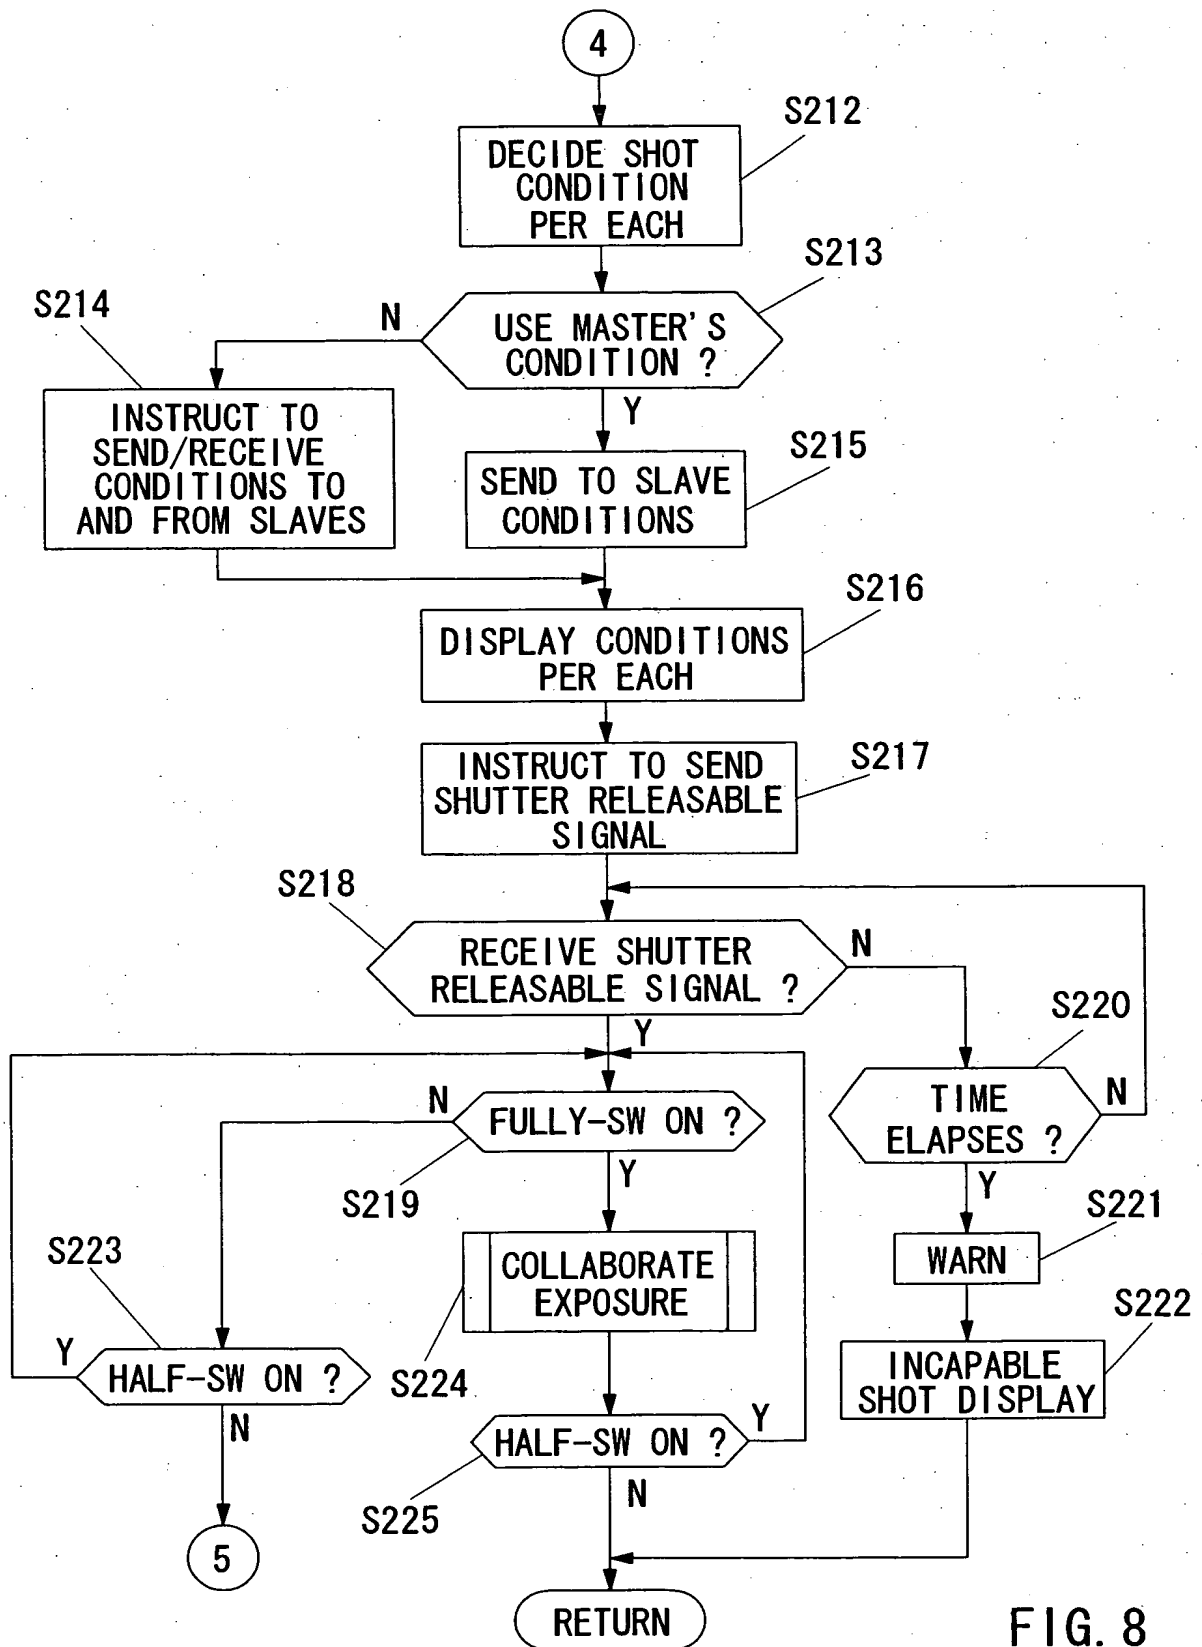 4
S212
DECIDE SHOT
CONDITION
PER EACH
S213
USE MASTER'S
CONDITION ?
N
S214
INSTRUCT TO
SEND/RECEIVE
CONDITIONS TO
AND FROM SLAVES
Y
S215
SEND TO SLAVE
CONDITIONS
S216
DISPLAY CONDITIONS
PER EACH
S217
INSTRUCT TO SEND
SHUTTER RELEASABLE
SIGNAL
S218
RECEIVE SHUTTER
RELEASABLE SIGNAL ?
N
Y
S220
TIME
ELAPSES ?
N
Y
FULLY-SW ON ?
N
S219
Y
S221
WARN
S223
HALF-SW ON ?
Y
N
COLLABORATE
EXPOSURE
S224
S222
INCAPABLE
SHOT DISPLAY
HALF-SW ON ?
Y
S225
N
5
RETURN
FIG. 8